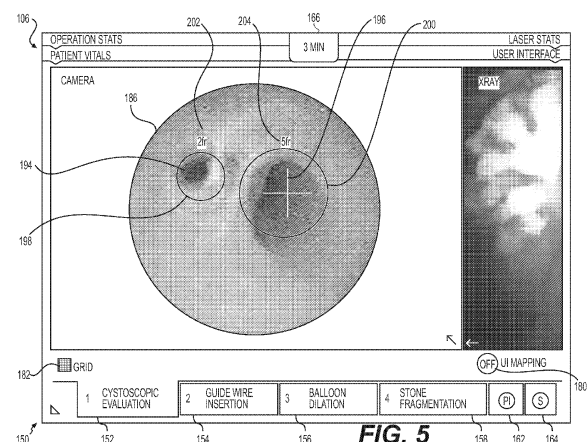 202 204 166 196 200
106
OPERATION STATS 3 MIN LASER STATS
PATIENT VITALS USER INTERFACE
CAMERA XRAY
186
2fr 5fr
194
198
182 GRID OFF UI MAPPING
180
1 CYSTOSCOPIC EVALUATION
2 GUIDE WIRE INSERTION
3 BALLOON DILATION
4 STONE FRAGMENTATION
PI S
150 152 154 156 158 162 164
FIG. 5